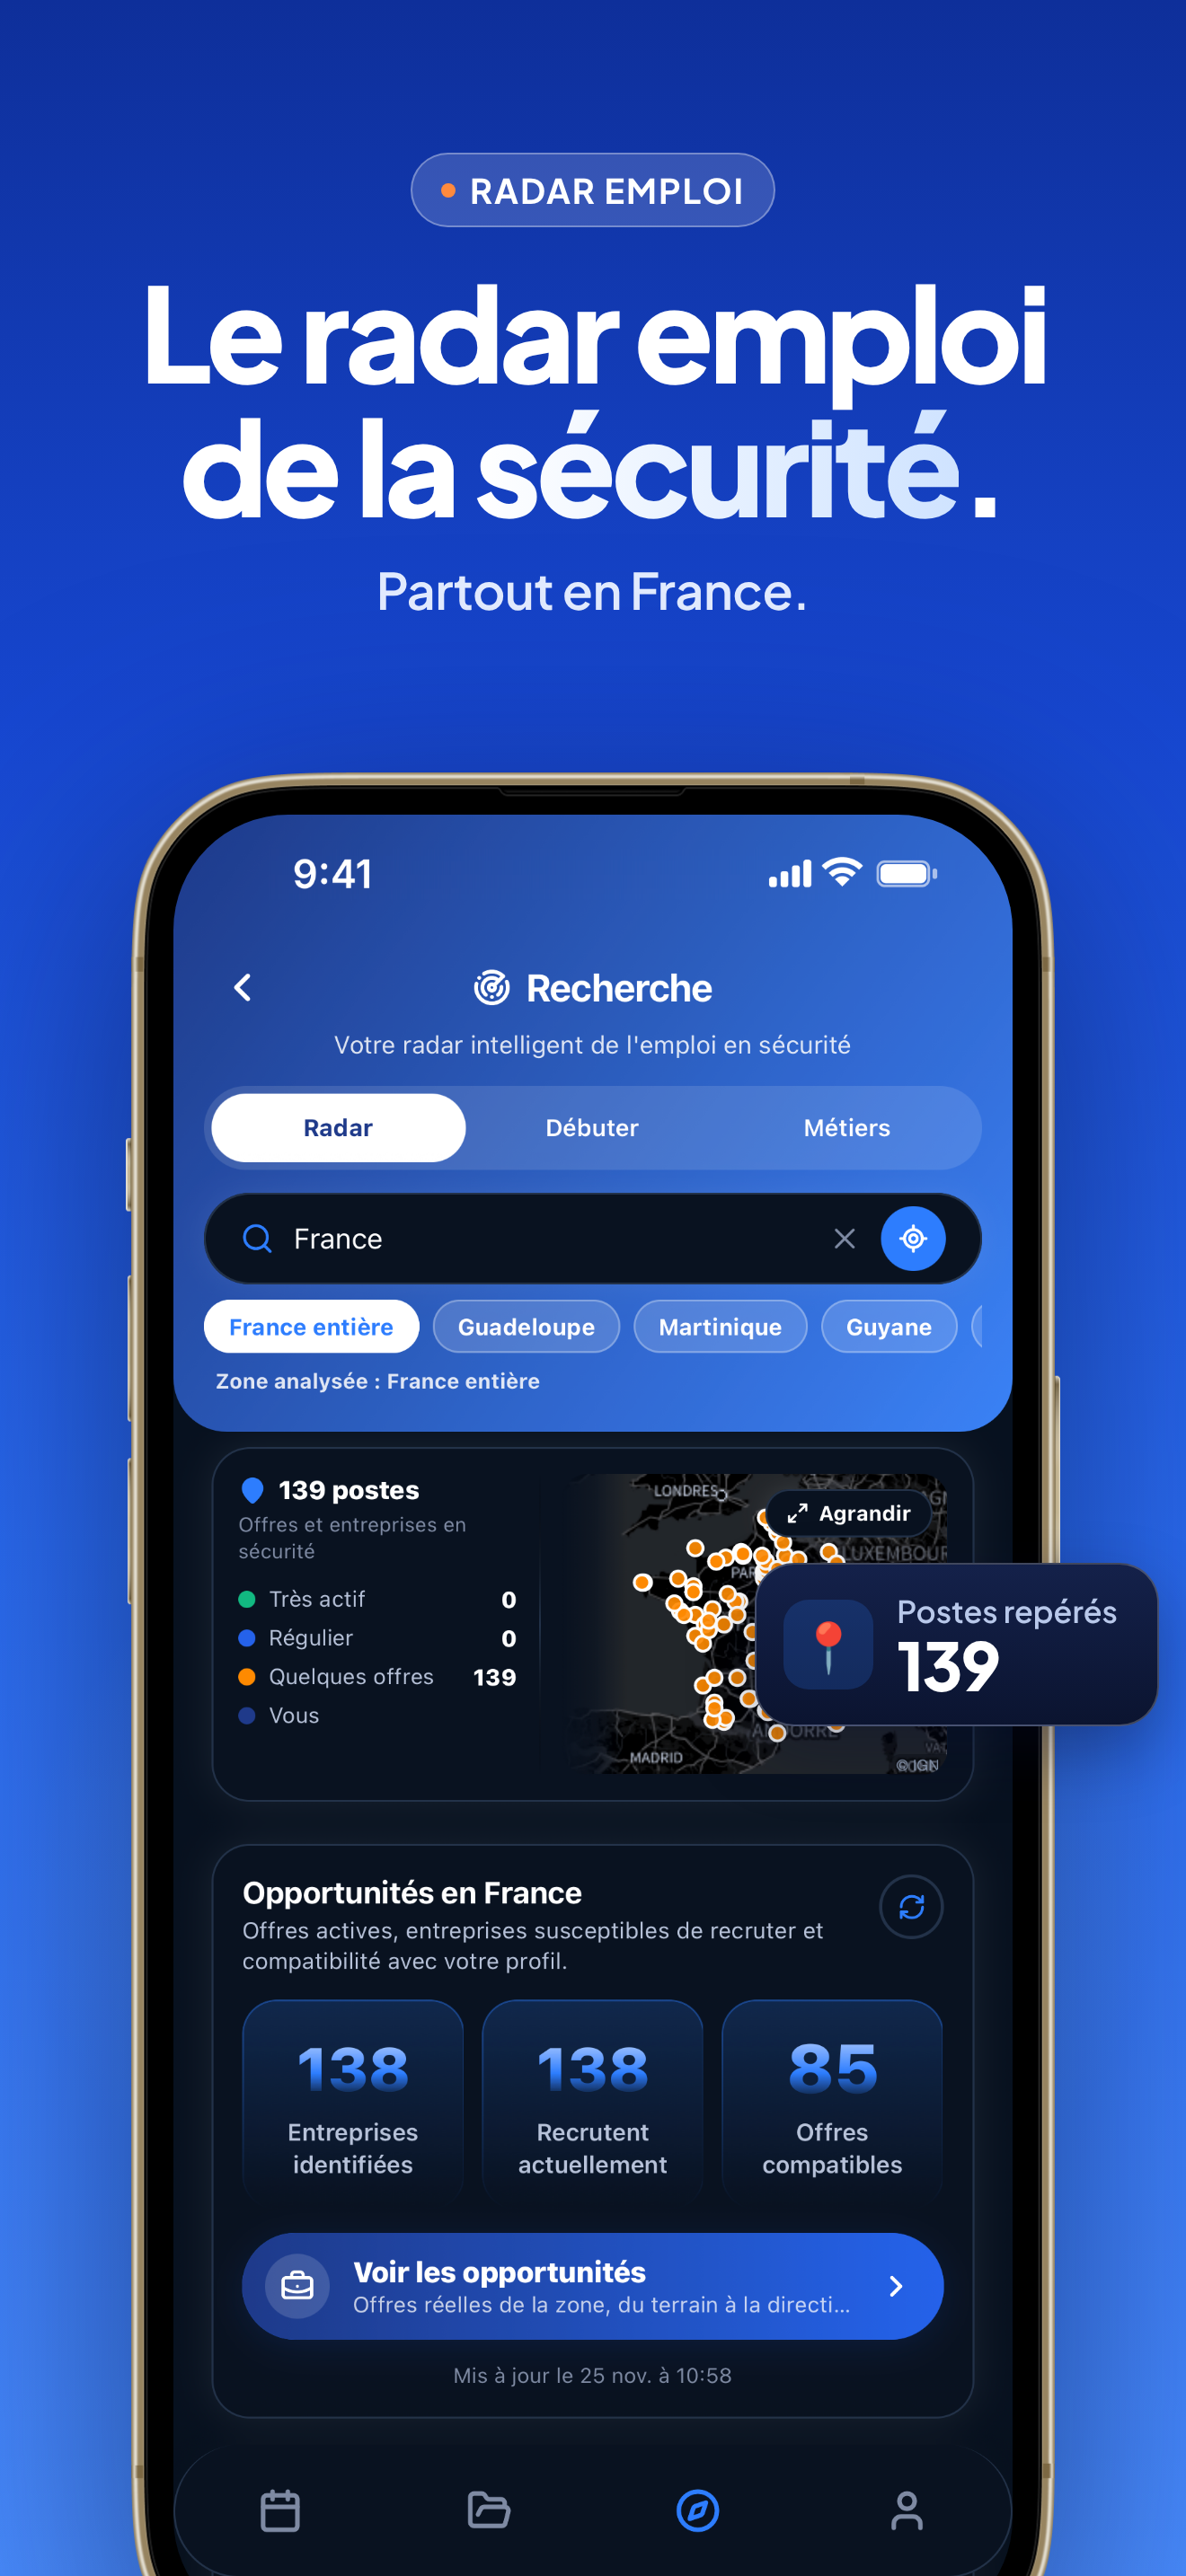 RADAR EMPLOI
Le radar emploi
de la sécurité.
Partout en France.
9:41
Recherche
Votre radar intelligent de l'emploi en sécurité
Radar
Débuter
Métiers
France
France entière
Guadeloupe
Martinique
Guyane
Zone analysée : France entière
139 postes
Offres et entreprises en
sécurité
Très actif 0
Régulier 0
Quelques offres 139
Vous
LONDRES
Agrandir
LUXEMBOUR
PAR
Postes repérés
139
ANDORRE
MADRID
© IGN
Opportunités en France
Offres actives, entreprises susceptibles de recruter et
compatibilité avec votre profil.
138
Entreprises
identifiées
138
Recrutent
actuellement
85
Offres
compatibles
Voir les opportunités
Offres réelles de la zone, du terrain à la directi...
Mis à jour le 25 nov. à 10:58